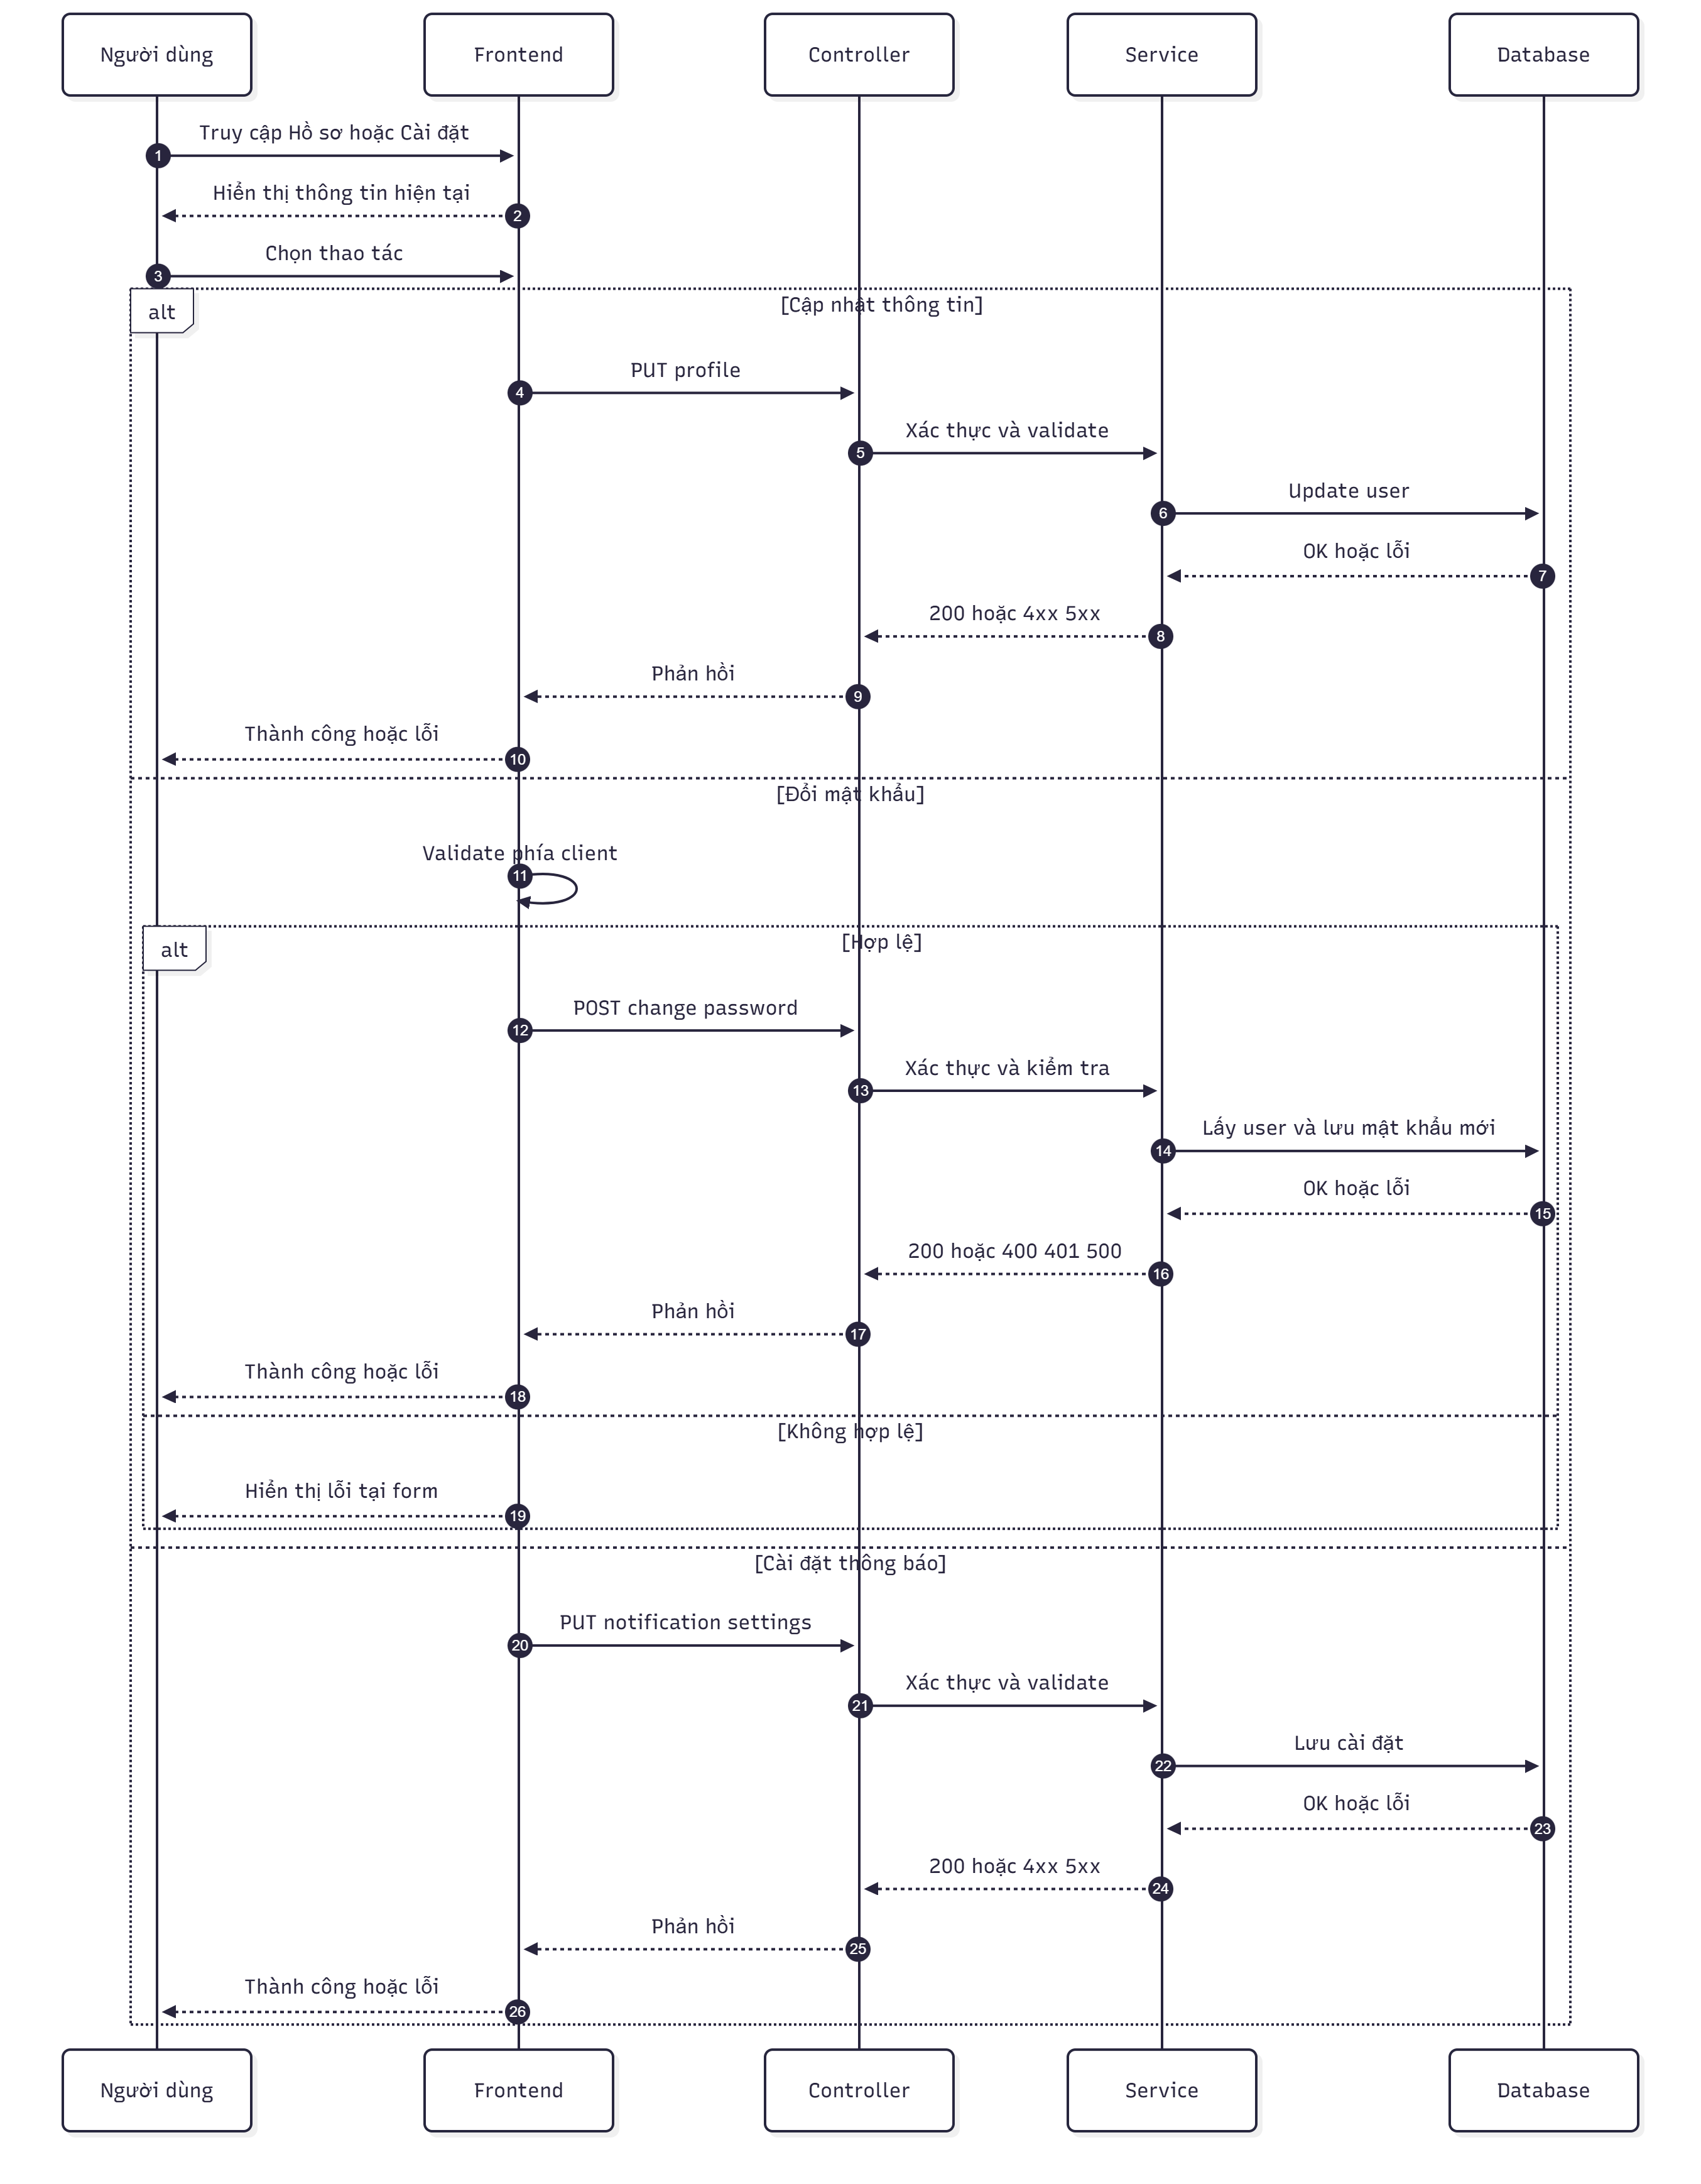 Người dùng
Frontend
Controller
Service
Database
Truy cập Hồ sơ hoặc Cài đặt
1
Hiển thị thông tin hiện tại
2
Chọn thao tác
3
alt
[Cập nhật thông tin]
PUT profile
4
Xác thực và validate
5
Update user
6
OK hoặc lỗi
7
200 hoặc 4xx 5xx
8
Phản hồi
9
Thành công hoặc lỗi
10
[Đổi mật khẩu]
Validate phía client
11
alt
[Hợp lệ]
POST change password
12
Xác thực và kiểm tra
13
Lấy user và lưu mật khẩu mới
14
OK hoặc lỗi
15
200 hoặc 400 401 500
16
Phản hồi
17
Thành công hoặc lỗi
18
[Không hợp lệ]
Hiển thị lỗi tại form
19
[Cài đặt thông báo]
PUT notification settings
20
Xác thực và validate
21
Lưu cài đặt
22
OK hoặc lỗi
23
200 hoặc 4xx 5xx
24
Phản hồi
25
Thành công hoặc lỗi
26
Người dùng
Frontend
Controller
Service
Database